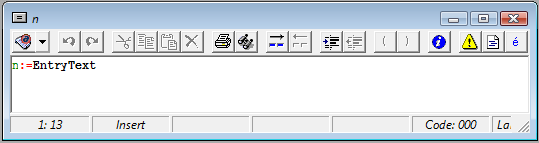 n
n:=EntryText
1: 13 Insert Code: 000 La.